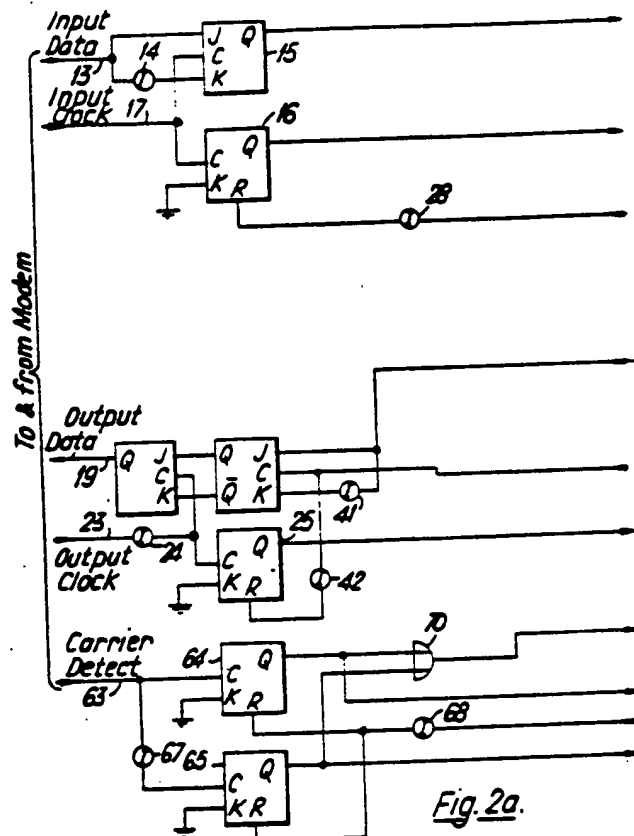 Input
Data
13
14
J Q
C
K
15
Input
Clock
17
16
Q
C
K R
28
To & from Modem
Output
Data
19
Q J
C
K
Q J
C
Q̄ K
41
23
24
Output
Clock
25
C Q
K R
42
Carrier
Detect
63
64
Q
C
K R
70
68
67
65
Q
C
K R
Fig. 2a.